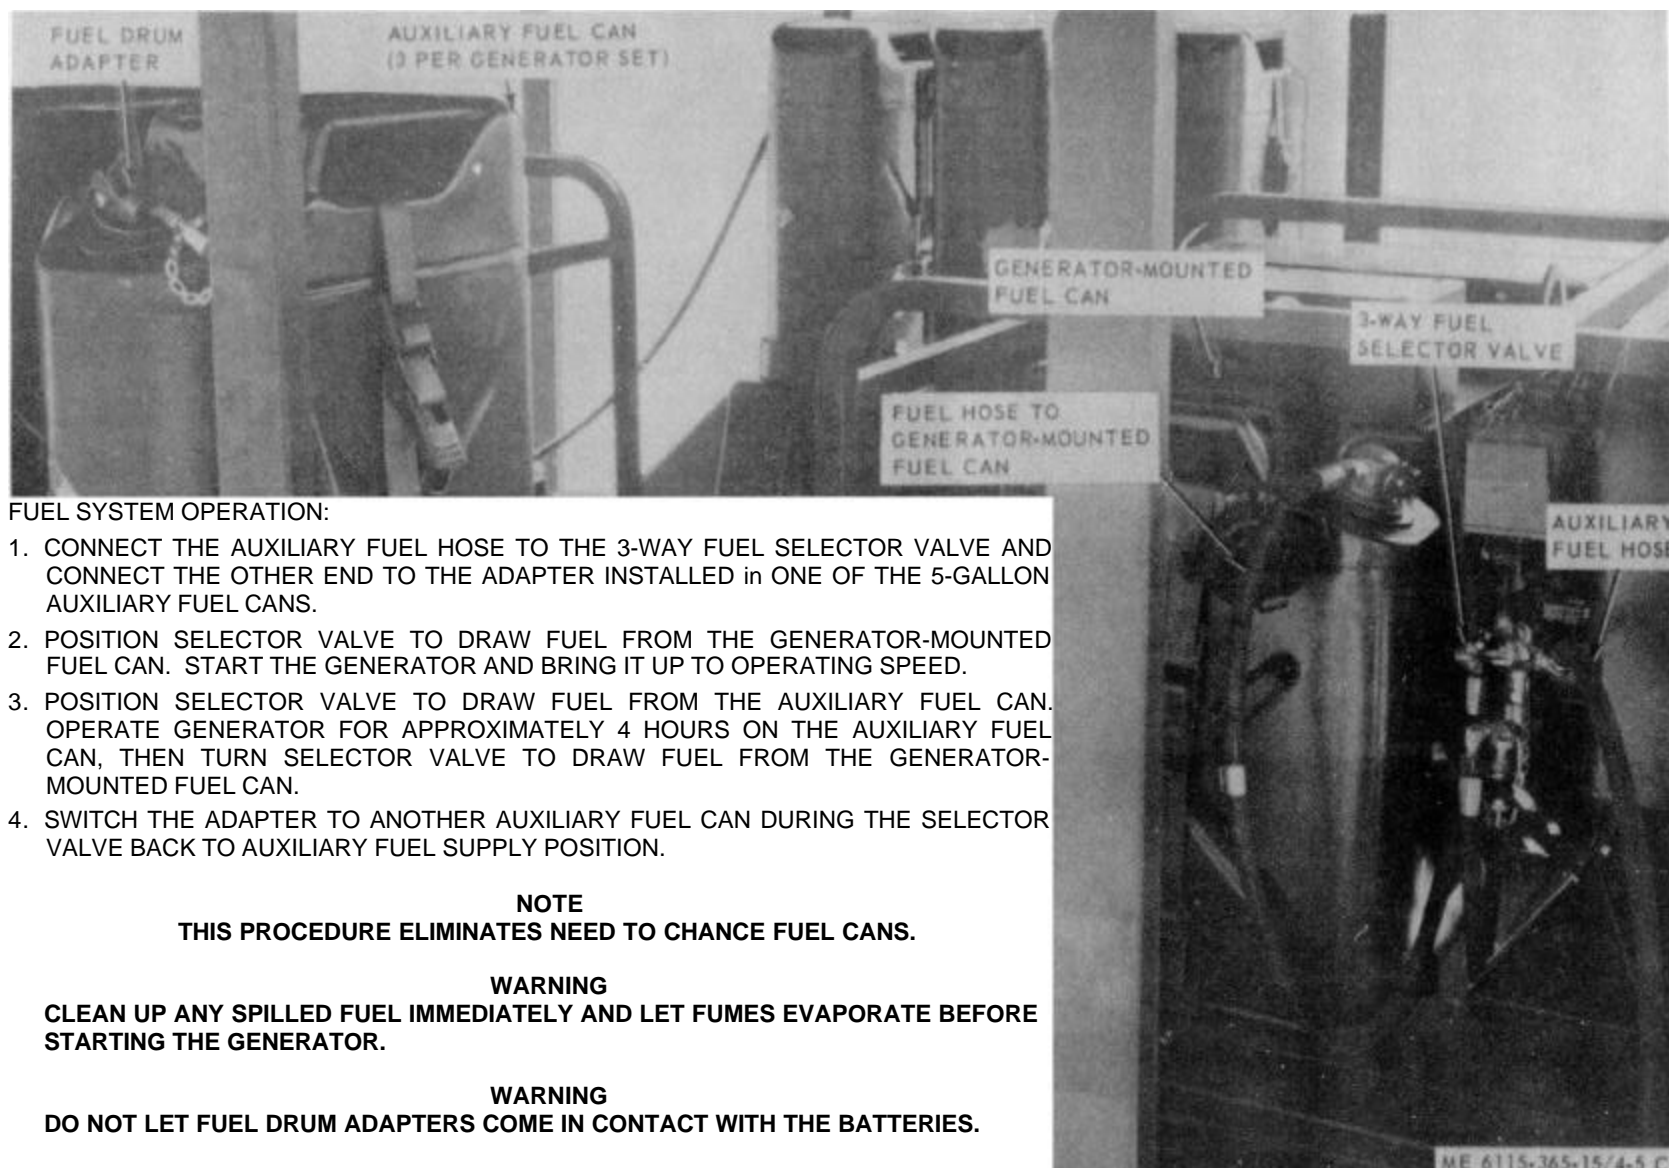 FUEL DRUM
ADAPTER
AUXILIARY FUEL CAN
(3 PER GENERATOR SET)
GENERATOR-MOUNTED
FUEL CAN
3-WAY FUEL
SELECTOR VALVE
FUEL HOSE TO
GENERATOR-MOUNTED
FUEL CAN
AUXILIARY
FUEL HOSE
FUEL SYSTEM OPERATION:
1. CONNECT THE AUXILIARY FUEL HOSE TO THE 3-WAY FUEL SELECTOR VALVE AND
CONNECT THE OTHER END TO THE ADAPTER INSTALLED in ONE OF THE 5-GALLON
AUXILIARY FUEL CANS.
2. POSITION SELECTOR VALVE TO DRAW FUEL FROM THE GENERATOR-MOUNTED
FUEL CAN. START THE GENERATOR AND BRING IT UP TO OPERATING SPEED.
3. POSITION SELECTOR VALVE TO DRAW FUEL FROM THE AUXILIARY FUEL CAN.
OPERATE GENERATOR FOR APPROXIMATELY 4 HOURS ON THE AUXILIARY FUEL
CAN, THEN TURN SELECTOR VALVE TO DRAW FUEL FROM THE GENERATOR-
MOUNTED FUEL CAN.
4. SWITCH THE ADAPTER TO ANOTHER AUXILIARY FUEL CAN DURING THE SELECTOR
VALVE BACK TO AUXILIARY FUEL SUPPLY POSITION.
NOTE
THIS PROCEDURE ELIMINATES NEED TO CHANCE FUEL CANS.
WARNING
CLEAN UP ANY SPILLED FUEL IMMEDIATELY AND LET FUMES EVAPORATE BEFORE
STARTING THE GENERATOR.
WARNING
DO NOT LET FUEL DRUM ADAPTERS COME IN CONTACT WITH THE BATTERIES.
ME 6115-365-15/4-5 C